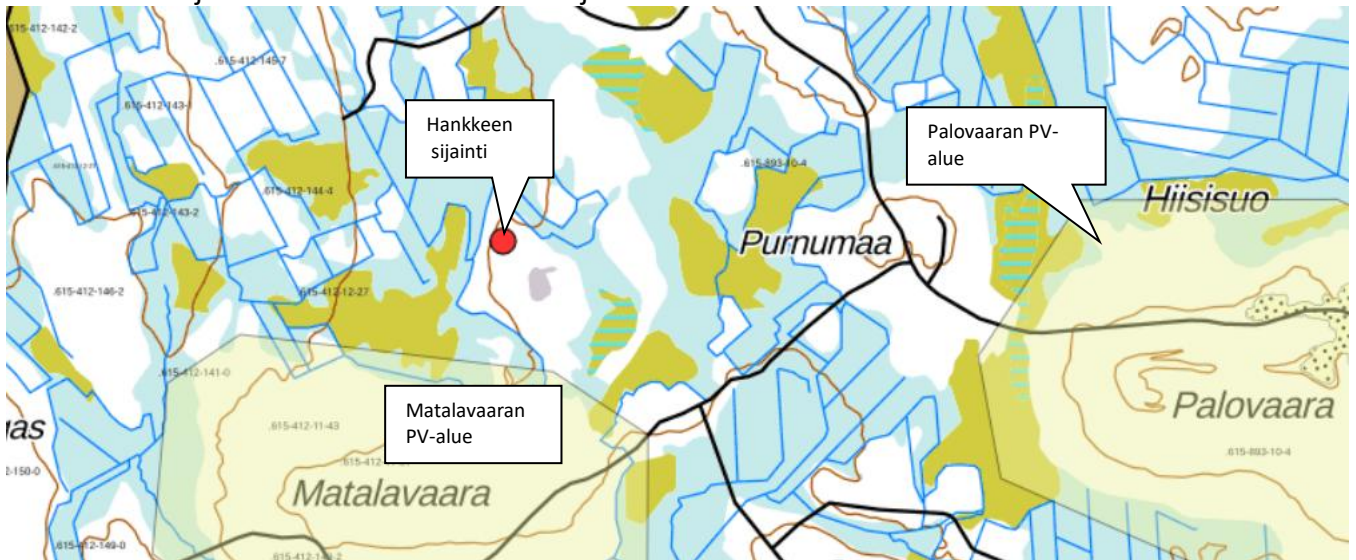 .615-412-142-2
.615-412-145-7
.615-412-143-1
Hankkeen
sijainti
Palovaaran PV-
alue
.615-893-10-4
.615-412-144-4
Hiisisuo
.615-412-143-2
Purnumaa
.615-412-146-2
.615-412-12-27
.615-412-141-0
Matalavaaran
PV-alue
Palovaara
.615-412-11-43
.615-893-10-4
Matalavaara
.615-412-149-0